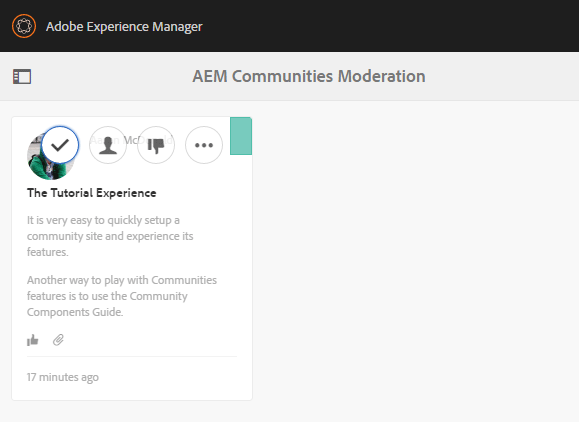 Adobe Experience Manager
AEM Communities Moderation
The Tutorial Experience
It is very easy to quickly setup a
community site and experience its
features.
Another way to play with Communities
features is to use the Community
Components Guide.
17 minutes ago